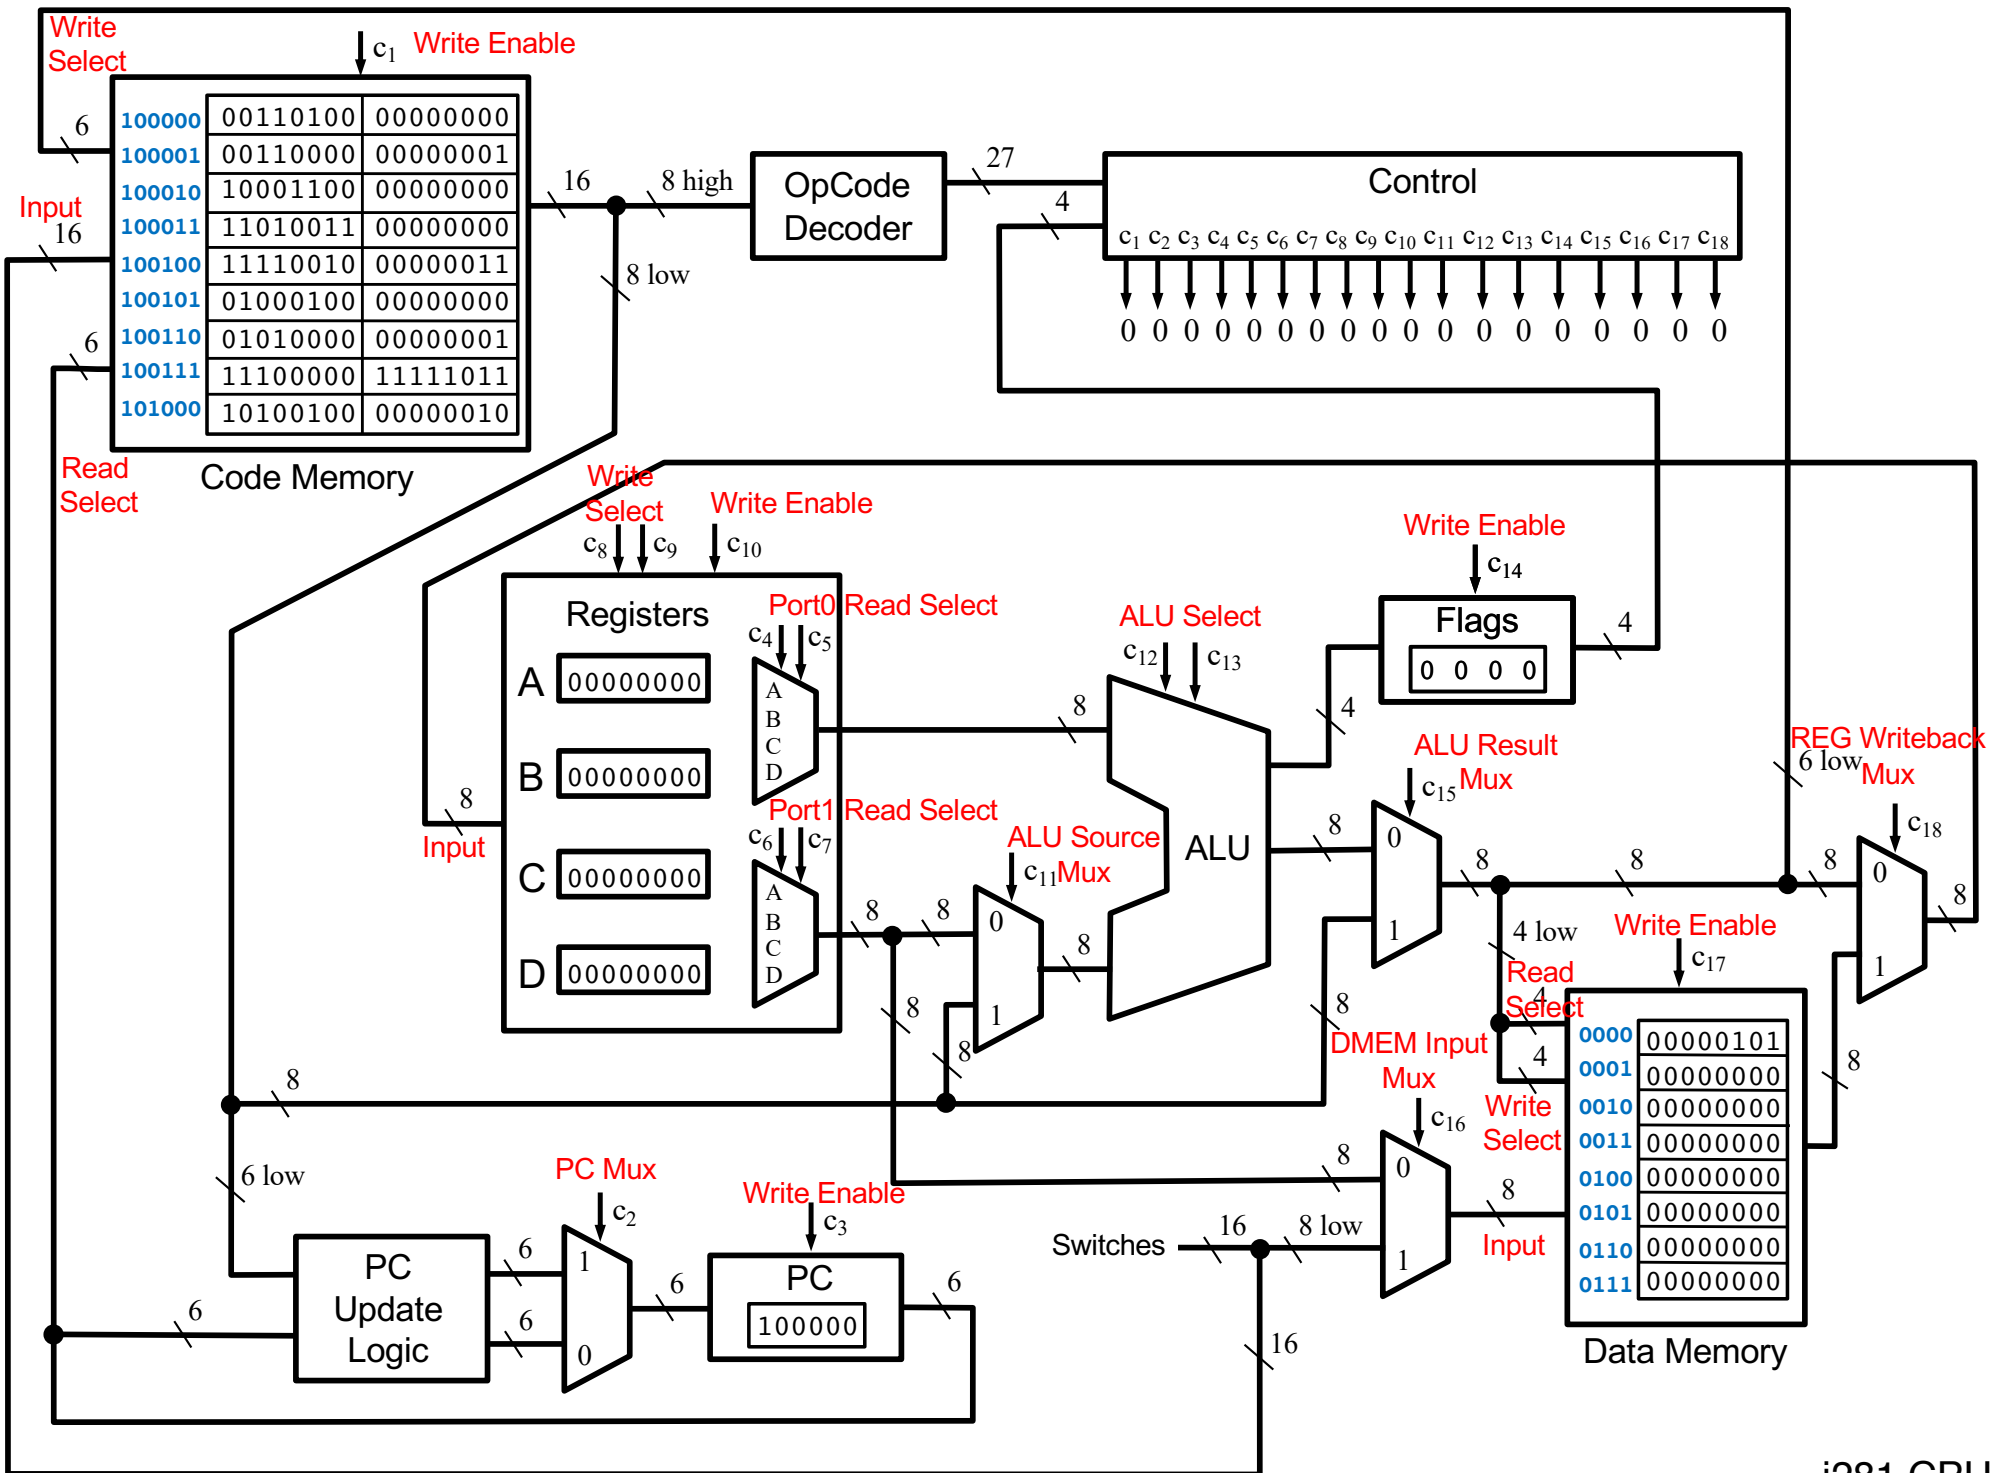 Write
Select
c1 Write Enable
6
Input
16
6
Read
Select
100000 00110100 00000000
100001 00110000 00000001
100010 10001100 00000000
100011 11010011 00000000
100100 11110010 00000011
100101 01000100 00000000
100110 01010000 00000001
100111 11100000 11111011
101000 10100100 00000010
Code Memory
16
8 high
8 low
OpCode
Decoder
27
4
Control
c1 c2 c3 c4 c5 c6 c7 c8 c9 c10 c11 c12 c13 c14 c15 c16 c17 c18
0 0 0 0 0 0 0 0 0 0 0 0 0 0 0 0 0 0
Write
Select
c8 c9
Write Enable
c10
Registers
A 00000000
B 00000000
C 00000000
D 00000000
8
Input
Port0 Read Select
c4 c5
A
B
C
D
8
Port1 Read Select
c6 c7
A
B
C
D
8
8
8
ALU Source
Mux
c11
0
1
8
8
ALU Select
c12 c13
ALU
4
8
Write Enable
c14
Flags
0 0 0 0
4
ALU Result
Mux
c15
0
1
8
8
8
8
6 low
REG Writeback
Mux
c18
0
1
8
4 low
Read
Select
4
4
Write
Select
Write Enable
c17
0000 00000101
0001 00000000
0010 00000000
0011 00000000
0100 00000000
0101 00000000
0110 00000000
0111 00000000
Data Memory
8
DMEM Input
Mux
c16
0
1
8
8
Input
Switches
16
8 low
16
8
6 low
6
PC
Update
Logic
6
6
PC Mux
c2
1
0
6
Write Enable
c3
PC
100000
6